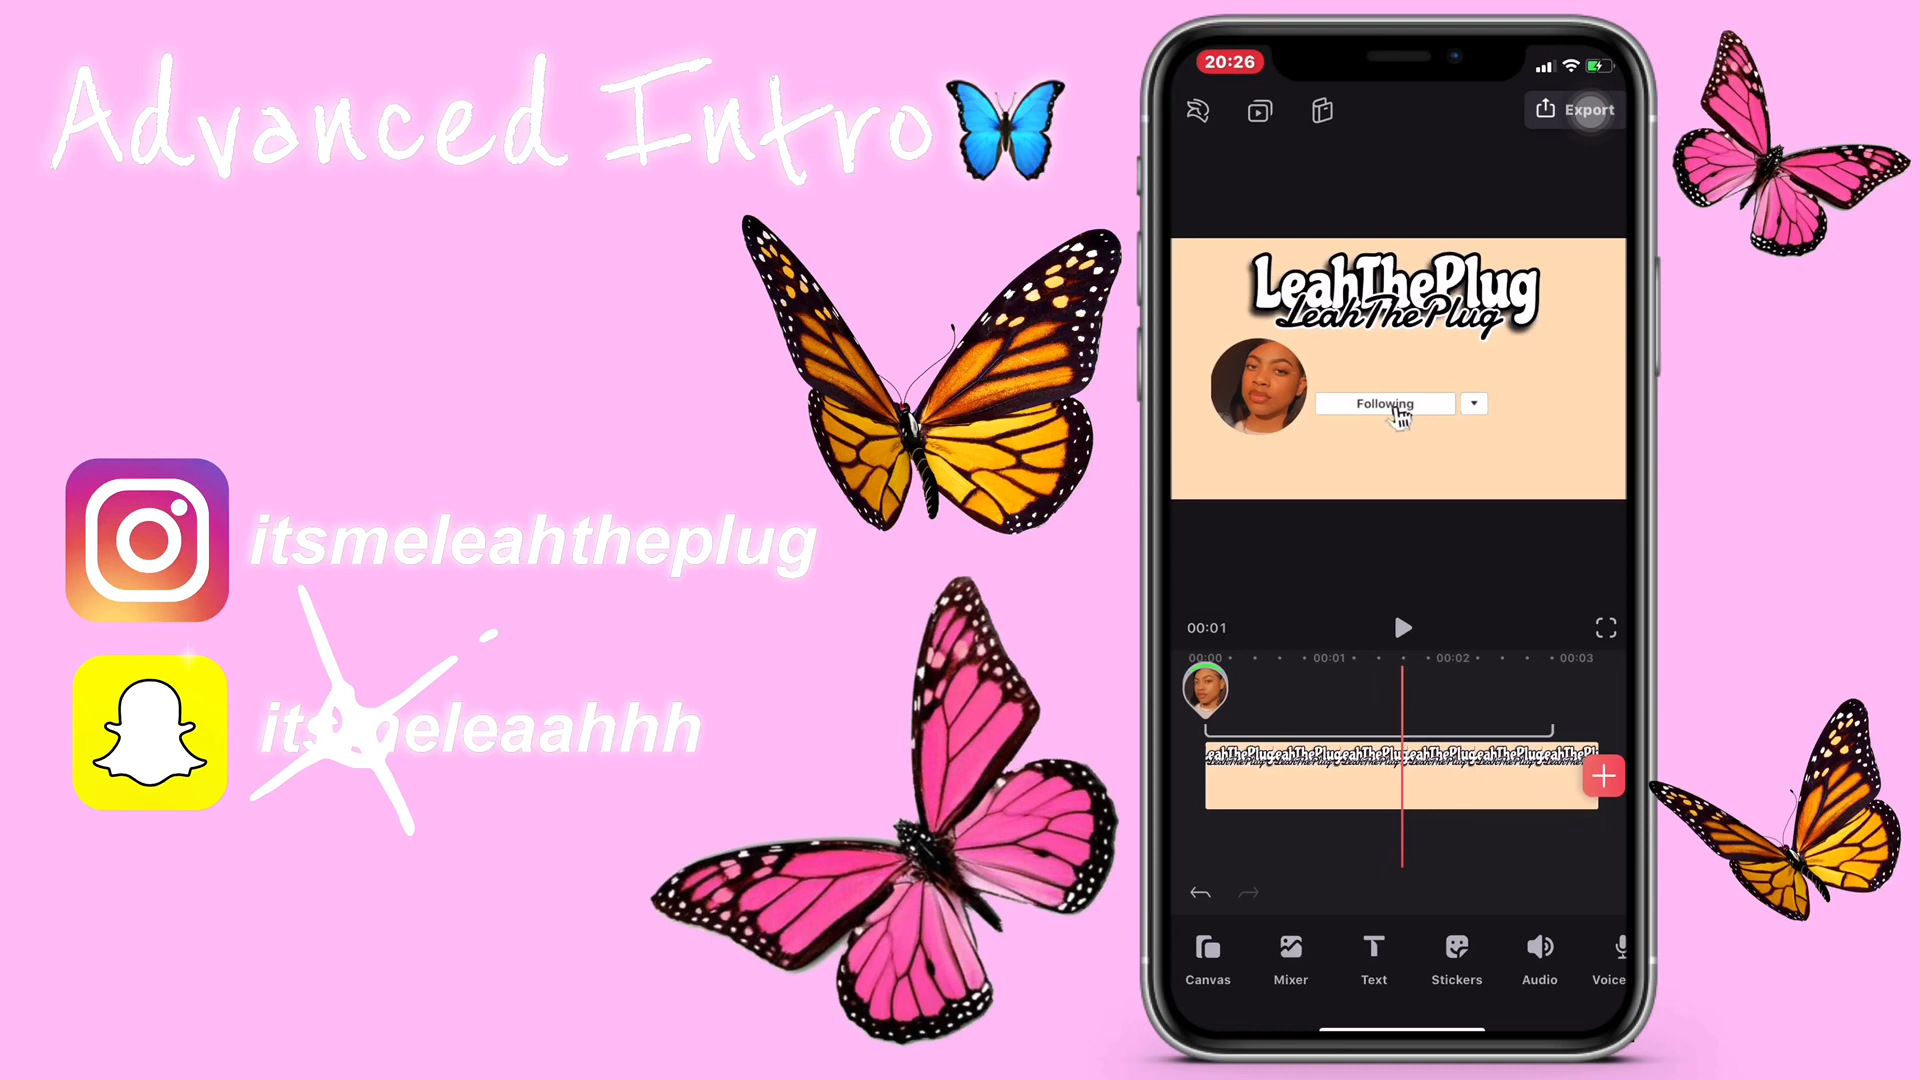 Advanced Intro
itsmeleahtheplug
itsmeleaahhh
20:26
Export
LeahThePlug
LeahThePlug
Following
00:01
00:00 00:01 00:02 00:03
Canvas Mixer Text Stickers Audio Voice